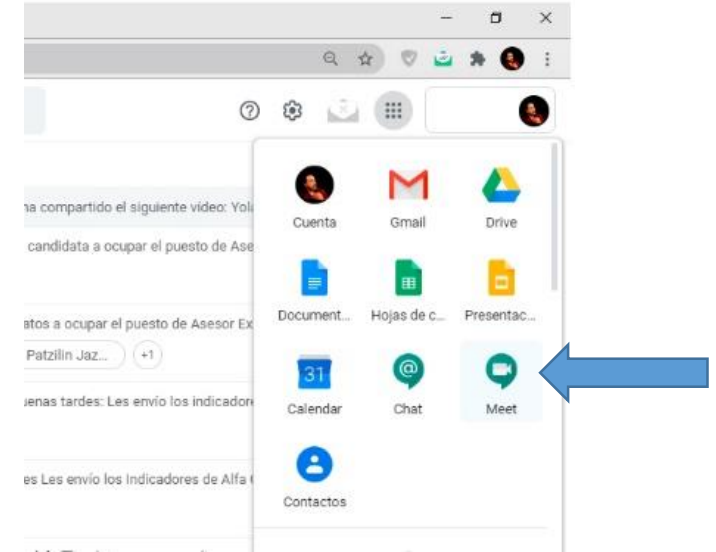 na compartido el siguiente vídeo: Yola
candidata a ocupar el puesto de Ase
atos a ocupar el puesto de Asesor Ex
Patzilin Jaz...
+1
uenas tardes: Les envío los indicadore
es Les envío los Indicadores de Alfa
Cuenta
Gmail
Drive
Document...
Hojas de c...
Presentac...
31
Calendar
Chat
Meet
Contactos